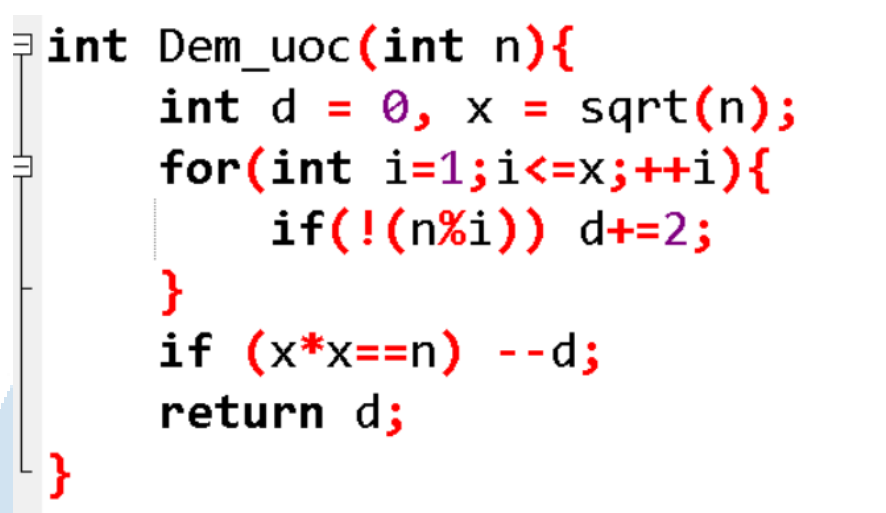 int Dem_uoc(int n){
int d = 0, x = sqrt(n);
for(int i=1;i<=x;++i){
if(!(n%i)) d+=2;
}
if (x*x==n) --d;
return d;
}